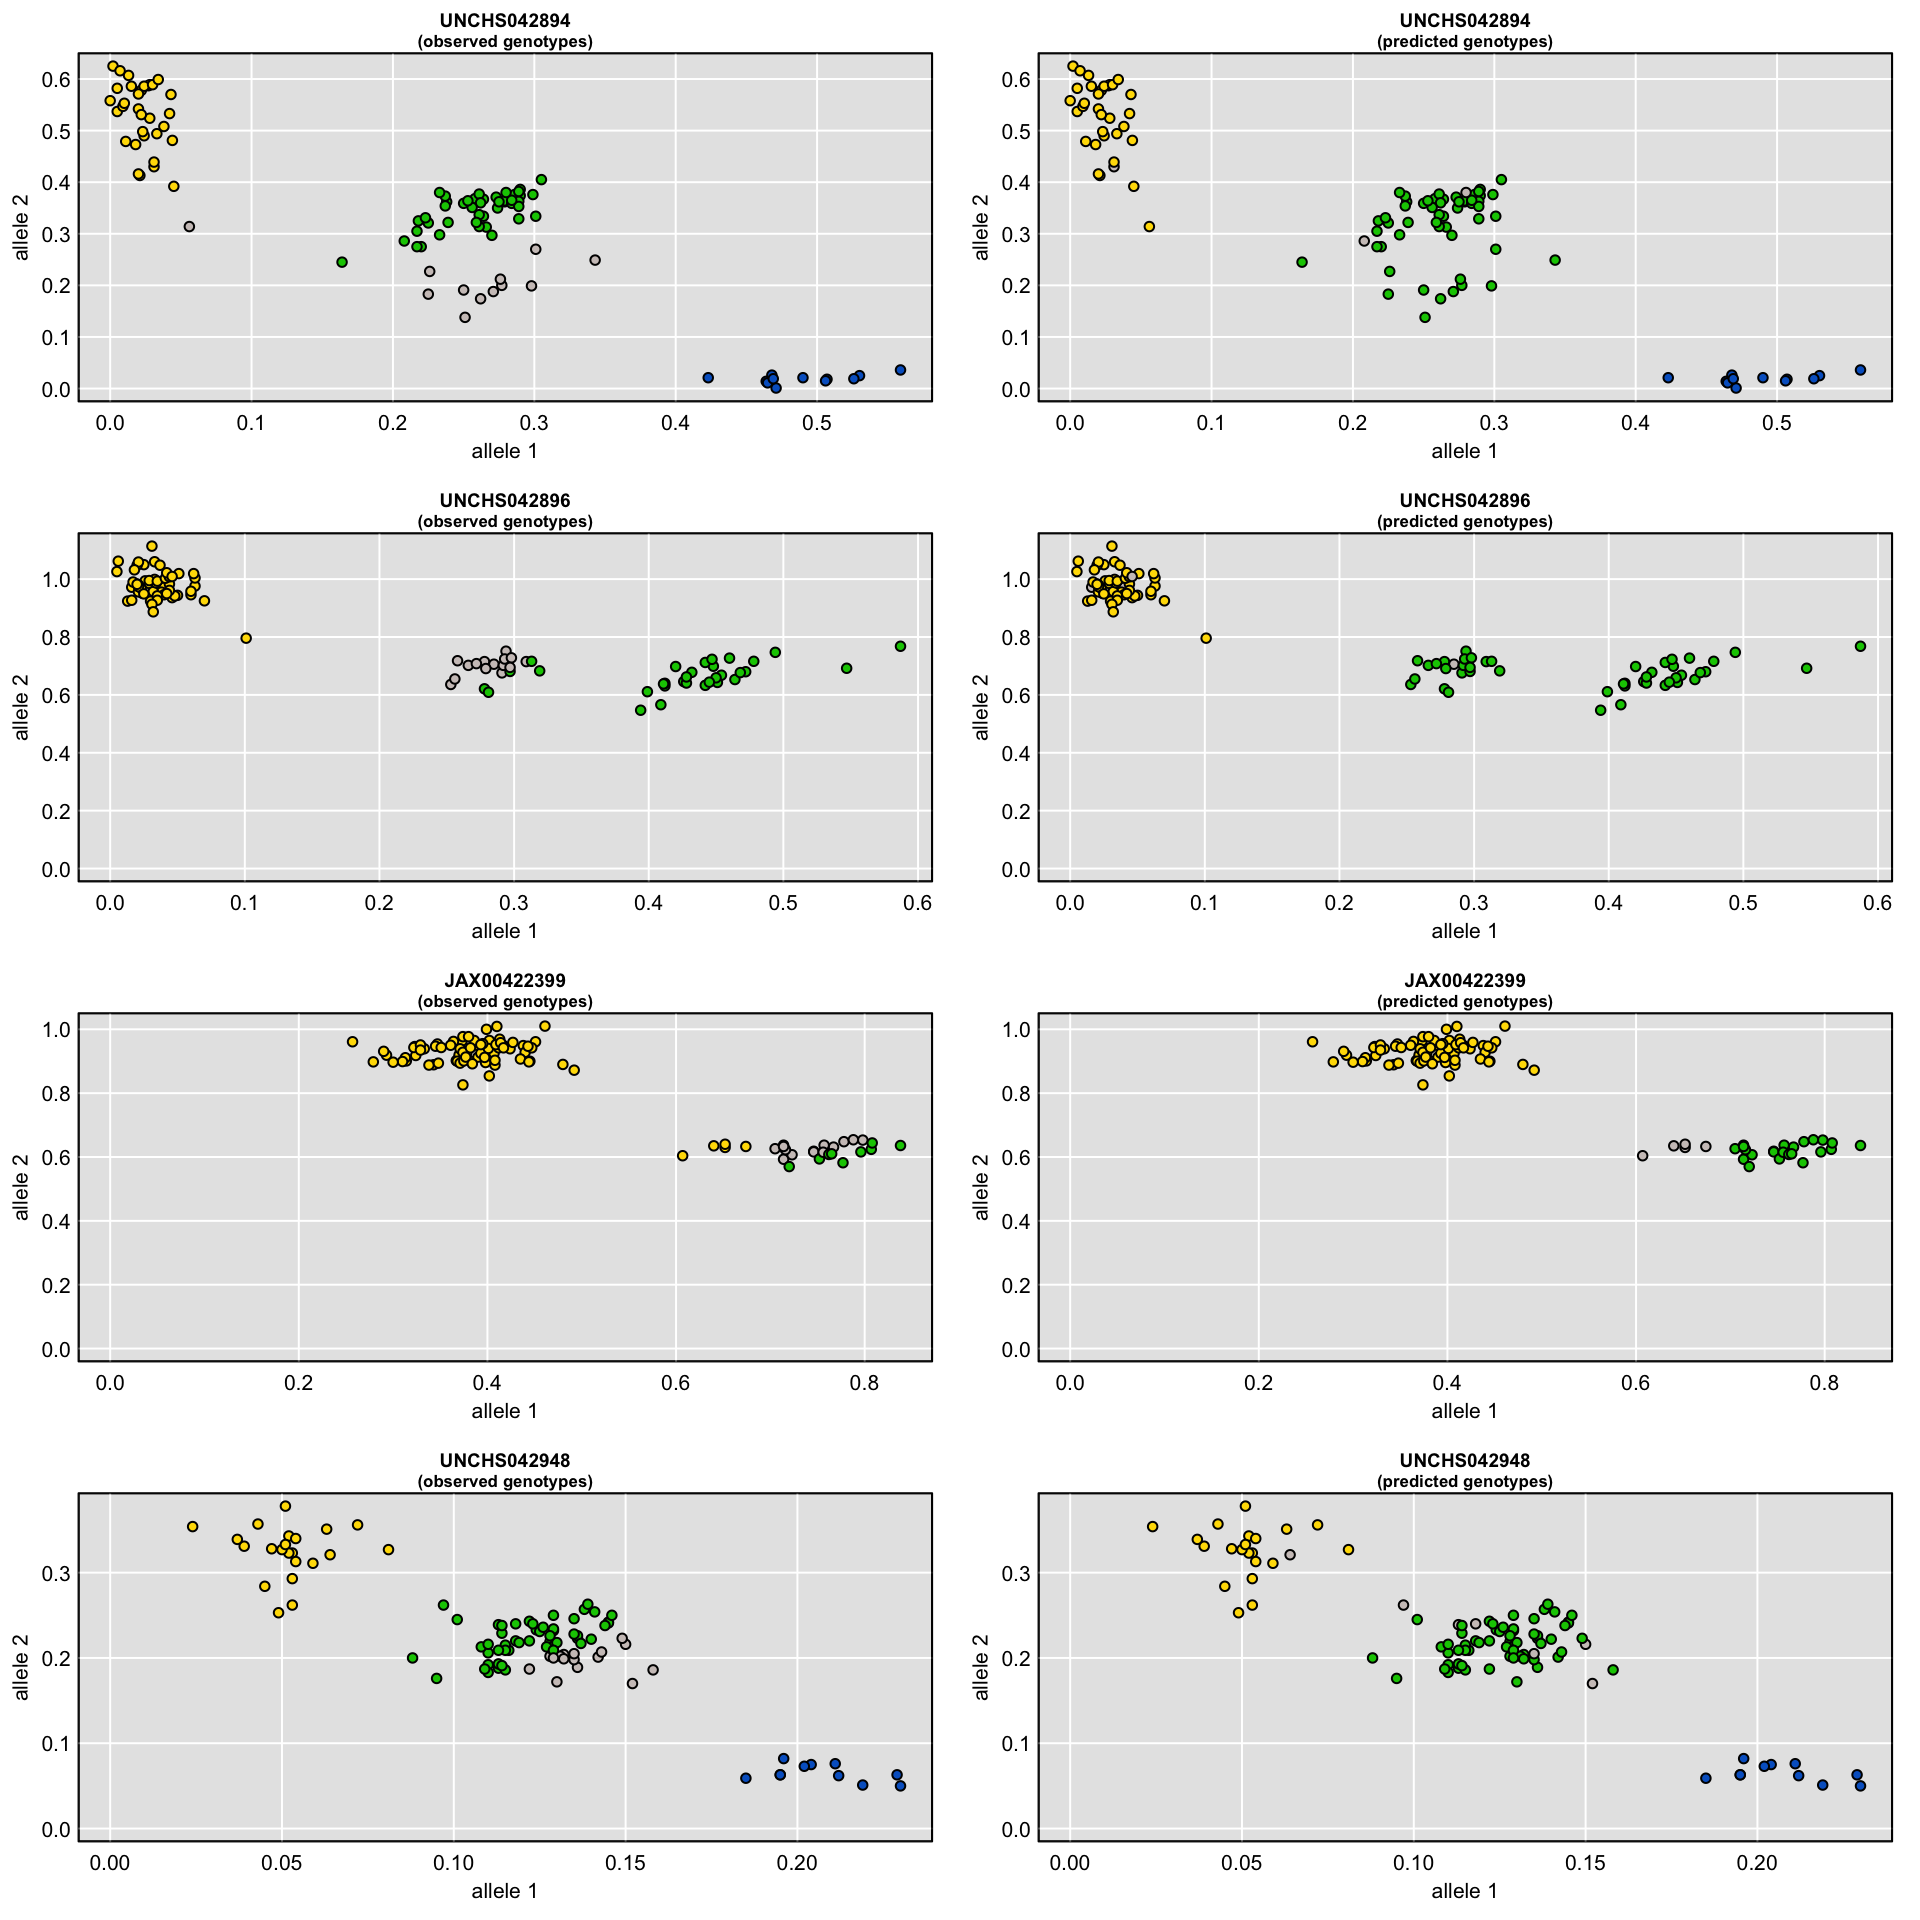 UNCHS042894
(observed genotypes)
allele 2
0.6
0.5
0.4
0.3
0.2
0.1
0.0
0.0 0.1 0.2 0.3 0.4 0.5
allele 1
UNCHS042894
(predicted genotypes)
allele 2
0.6
0.5
0.4
0.3
0.2
0.1
0.0
0.0 0.1 0.2 0.3 0.4 0.5
allele 1
UNCHS042896
(observed genotypes)
allele 2
1.0
0.8
0.6
0.4
0.2
0.0
0.0 0.1 0.2 0.3 0.4 0.5 0.6
allele 1
UNCHS042896
(predicted genotypes)
allele 2
1.0
0.8
0.6
0.4
0.2
0.0
0.0 0.1 0.2 0.3 0.4 0.5 0.6
allele 1
JAX00422399
(observed genotypes)
allele 2
1.0
0.8
0.6
0.4
0.2
0.0
0.0 0.2 0.4 0.6 0.8
allele 1
JAX00422399
(predicted genotypes)
allele 2
1.0
0.8
0.6
0.4
0.2
0.0
0.0 0.2 0.4 0.6 0.8
allele 1
UNCHS042948
(observed genotypes)
allele 2
0.3
0.2
0.1
0.0
0.00 0.05 0.10 0.15 0.20
allele 1
UNCHS042948
(predicted genotypes)
allele 2
0.3
0.2
0.1
0.0
0.00 0.05 0.10 0.15 0.20
allele 1